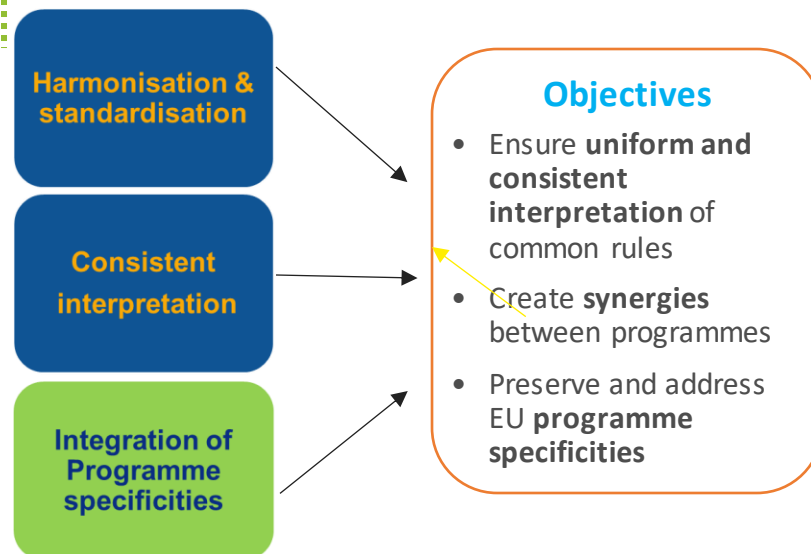 Harmonisation &
standardisation
Consistent
interpretation
Integration of
Programme
specificities
Objectives
• Ensure uniform and
consistent
interpretation of
common rules
• Create synergies
between programmes
• Preserve and address
EU programme
specificities